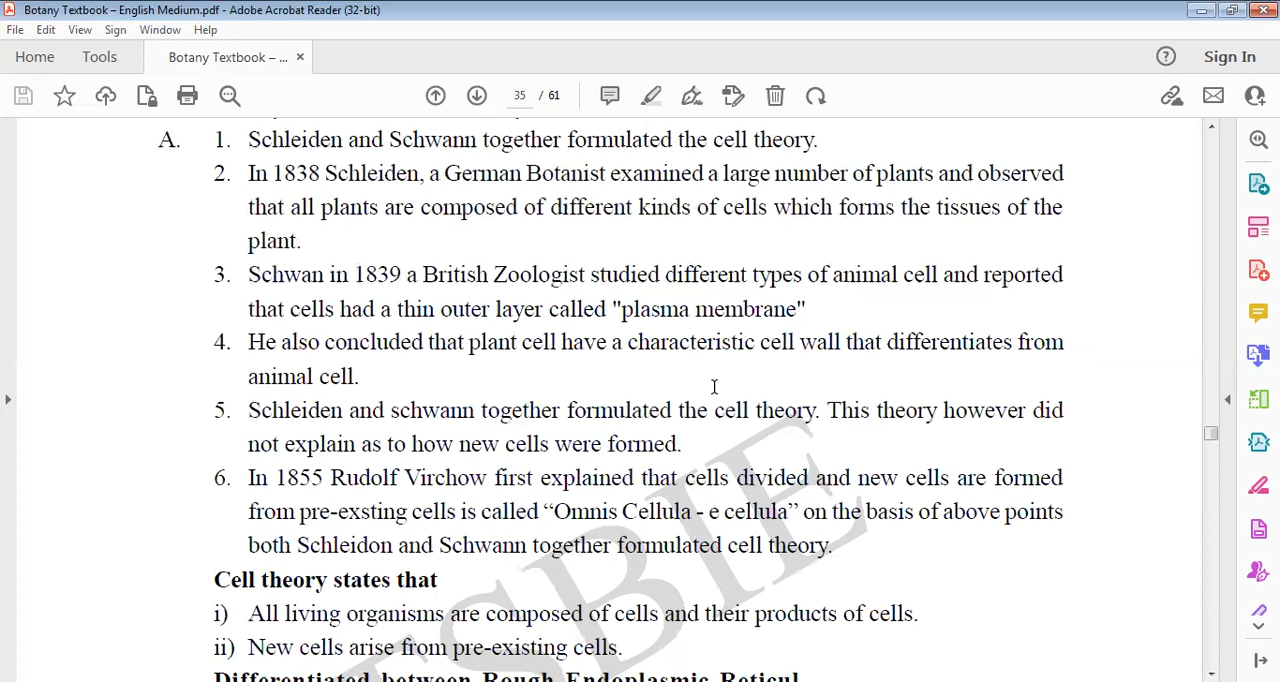 Botany Textbook – English Medium.pdf - Adobe Acrobat Reader (32-bit)
File Edit View Sign Window Help
Home Tools Botany Textbook – ... × ? Sign In
35 / 61
A. 1. Schleiden and Schwann together formulated the cell theory.
2. In 1838 Schleiden, a German Botanist examined a large number of plants and observed
that all plants are composed of different kinds of cells which forms the tissues of the
plant.
3. Schwan in 1839 a British Zoologist studied different types of animal cell and reported
that cells had a thin outer layer called "plasma membrane"
4. He also concluded that plant cell have a characteristic cell wall that differentiates from
animal cell.
5. Schleiden and schwann together formulated the cell theory. This theory however did
not explain as to how new cells were formed.
6. In 1855 Rudolf Virchow first explained that cells divided and new cells are formed
from pre-exsting cells is called “Omnis Cellula - e cellula” on the basis of above points
both Schleidon and Schwann together formulated cell theory.
Cell theory states that
i) All living organisms are composed of cells and their products of cells.
ii) New cells arise from pre-existing cells.
Differentiated between Rough Endoplasmic Reticul
TSBIE